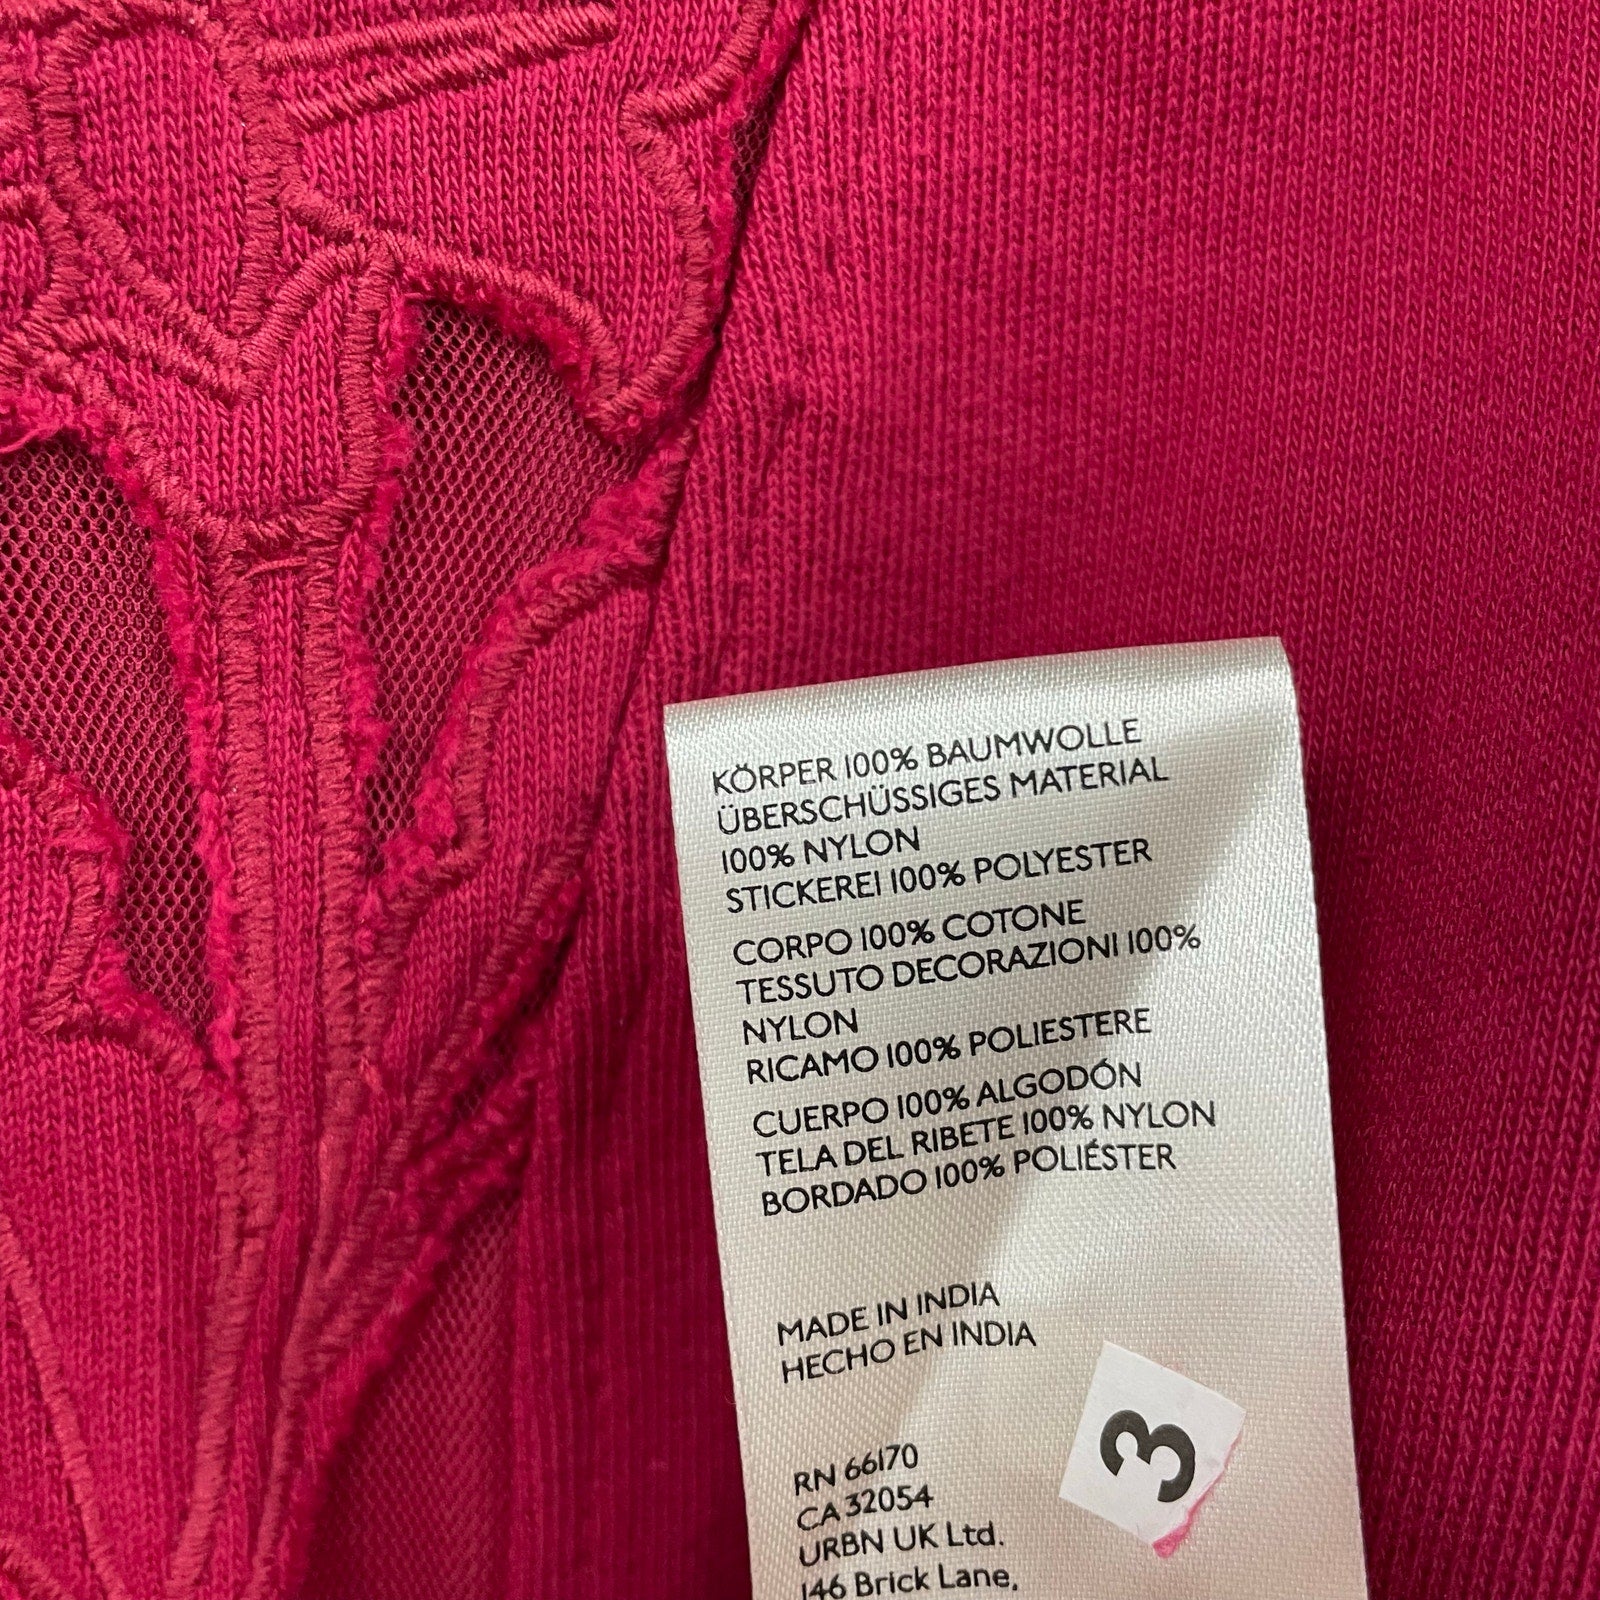 KÖRPER 100% BAUMWOLLE
ÜBERSCHÜSSIGES MATERIAL
100% NYLON
STICKEREI 100% POLYESTER
CORPO 100% COTONE
TESSUTO DECORAZIONI 100%
NYLON
RICAMO 100% POLIESTERE
CUERPO 100% ALGODÓN
TELA DEL RIBETE 100% NYLON
BORDADO 100% POLIÉSTER
MADE IN INDIA
HECHO EN INDIA
3
RN 66170
CA 32054
URBN UK Ltd.
146 Brick Lane,